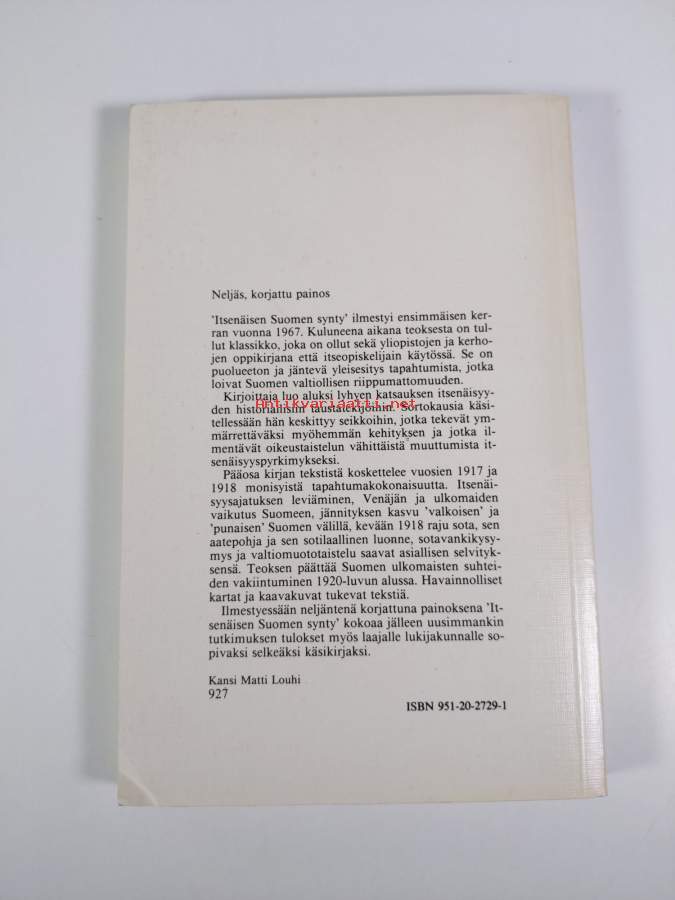 Neljäs, korjattu painos
'Itsenäisen Suomen synty' ilmestyi ensimmäisen ker-
ran vuonna 1967. Kuluneena aikana teoksesta on tul-
lut klassikko, joka on ollut sekä yliopistojen ja kerho-
jen oppikirjana että itseopiskelijain käytössä. Se on
puolueeton ja jäntevä yleisesitys tapahtumista, jotka
loivat Suomen valtiollisen riippumattomuuden.
Kirjoittaja luo aluksi lyhyen katsauksen itsenäisyy-
Antikvariaatti.net
den historiallisiin taustatekijöihin. Sortokausia käsi-
tellessään hän keskittyy seikkoihin, jotka tekevät ym-
märrettäväksi myöhemmän kehityksen ja jotka il-
mentävät oikeustaistelun vähittäistä muuttumista it-
senäisyyspyrkimykseksi.
Pääosa kirjan tekstistä koskettelee vuosien 1917 ja
1918 monisyistä tapahtumakokonaisuutta. Itsenäi-
syysajatuksen leviäminen, Venäjän ja ulkomaiden
vaikutus Suomeen, jännityksen kasvu 'valkoisen' ja
'punaisen' Suomen välillä, kevään 1918 raju sota, sen
aatepohja ja sen sotilaallinen luonne, sotavankikysy-
mys ja valtiomuototaistelu saavat asiallisen selvityk-
sensä. Teoksen päättää Suomen ulkomaisten suhtei-
den vakiintuminen 1920-luvun alussa. Havainnolliset
kartat ja kaavakuvat tukevat tekstiä.
Ilmestyessään neljäntenä korjattuna painoksena 'It-
senäisen Suomen synty' kokoaa jälleen uusimmankin
tutkimuksen tulokset myös laajalle lukijakunnalle so-
pivaksi selkeäksi käsikirjaksi.
Kansi Matti Louhi
927
ISBN 951-20-2729-1